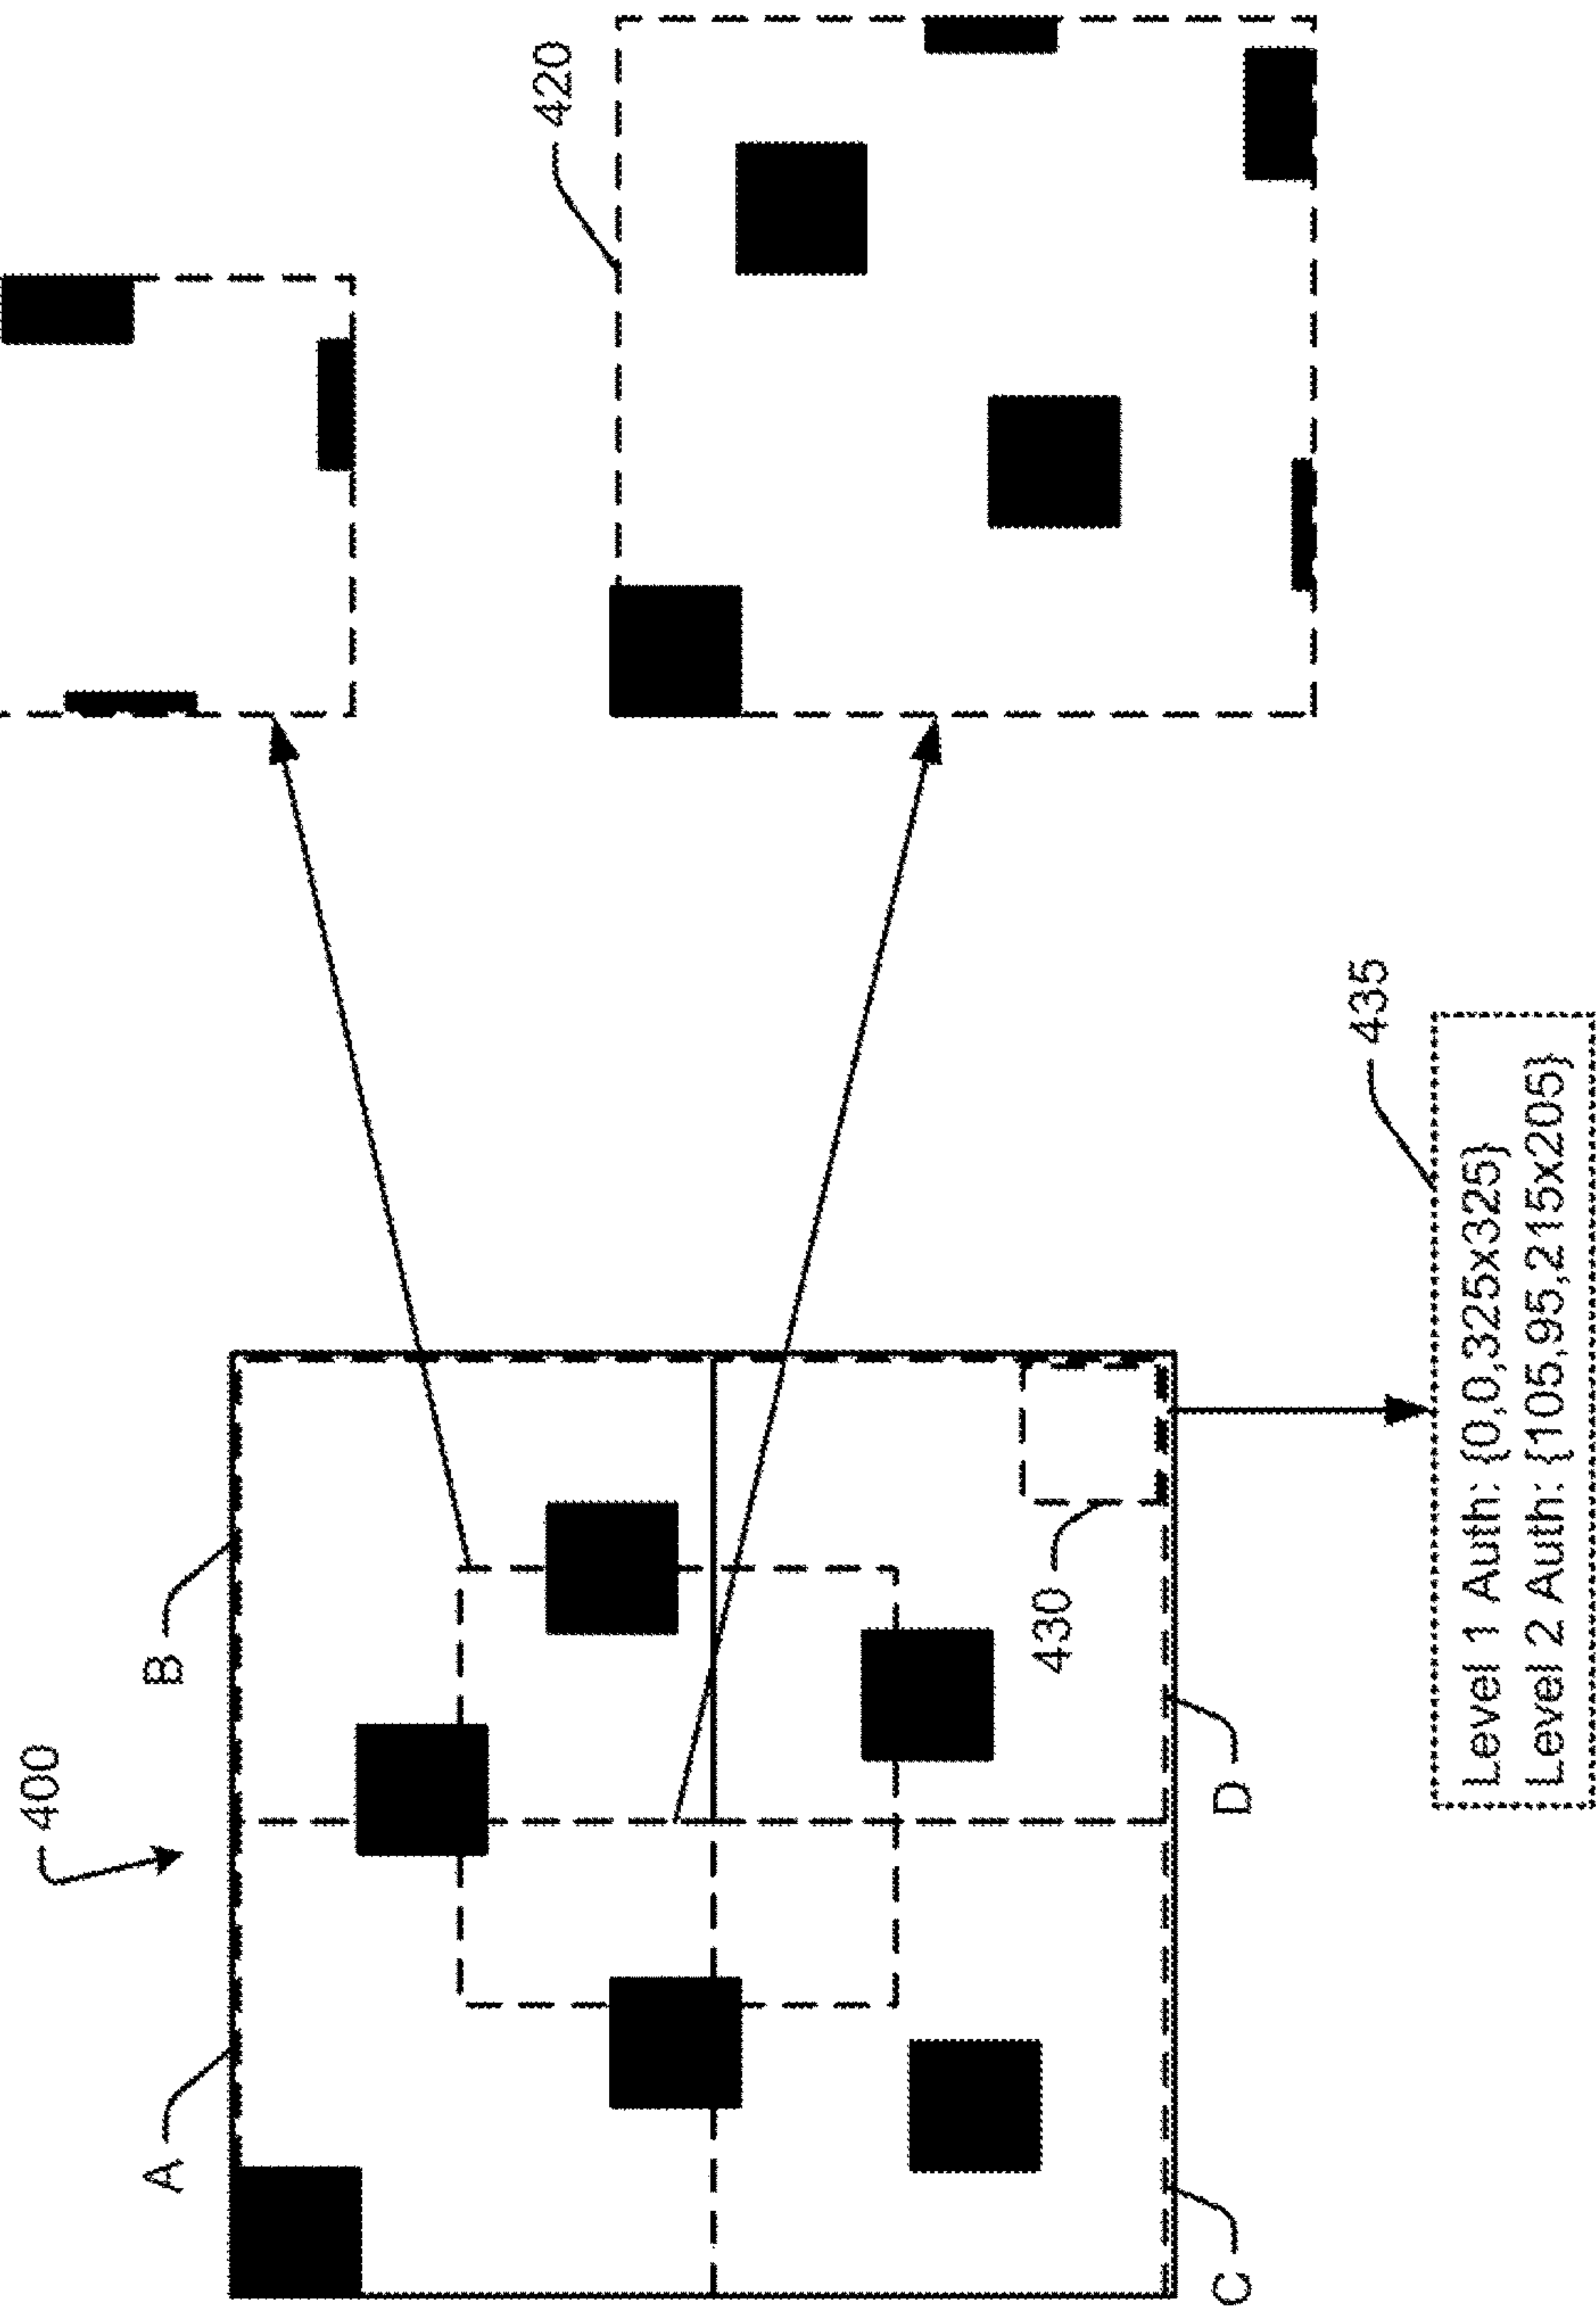 400
A
B
420
430
C
D
435
Level 1 Auth: {0,0,325x325}
Level 2 Auth: {105,95,215x205}